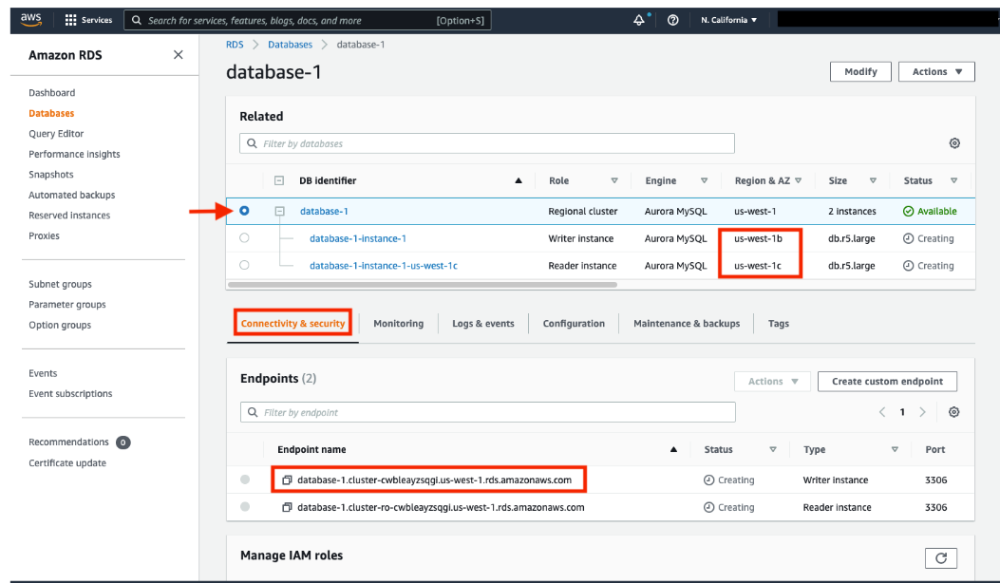 aws Services Search for services, features, blogs, docs, and more [Option+S] N. California
Amazon RDS
Dashboard
Databases
Query Editor
Performance insights
Snapshots
Automated backups
Reserved instances
Proxies
Subnet groups
Parameter groups
Option groups
Events
Event subscriptions
Recommendations 0
Certificate update
RDS > Databases > database-1
database-1
Modify Actions
Related
Filter by databases
DB identifier Role Engine Region & AZ Size Status
database-1 Regional cluster Aurora MySQL us-west-1 2 instances Available
database-1-instance-1 Writer instance Aurora MySQL us-west-1b db.r5.large Creating
database-1-instance-1-us-west-1c Reader instance Aurora MySQL us-west-1c db.r5.large Creating
Connectivity & security Monitoring Logs & events Configuration Maintenance & backups Tags
Endpoints (2)
Actions Create custom endpoint
Filter by endpoint
1
Endpoint name Status Type Port
database-1.cluster-cwbleayzsqgi.us-west-1.rds.amazonaws.com Creating Writer instance 3306
database-1.cluster-ro-cwbleayzsqgi.us-west-1.rds.amazonaws.com Creating Reader instance 3306
Manage IAM roles